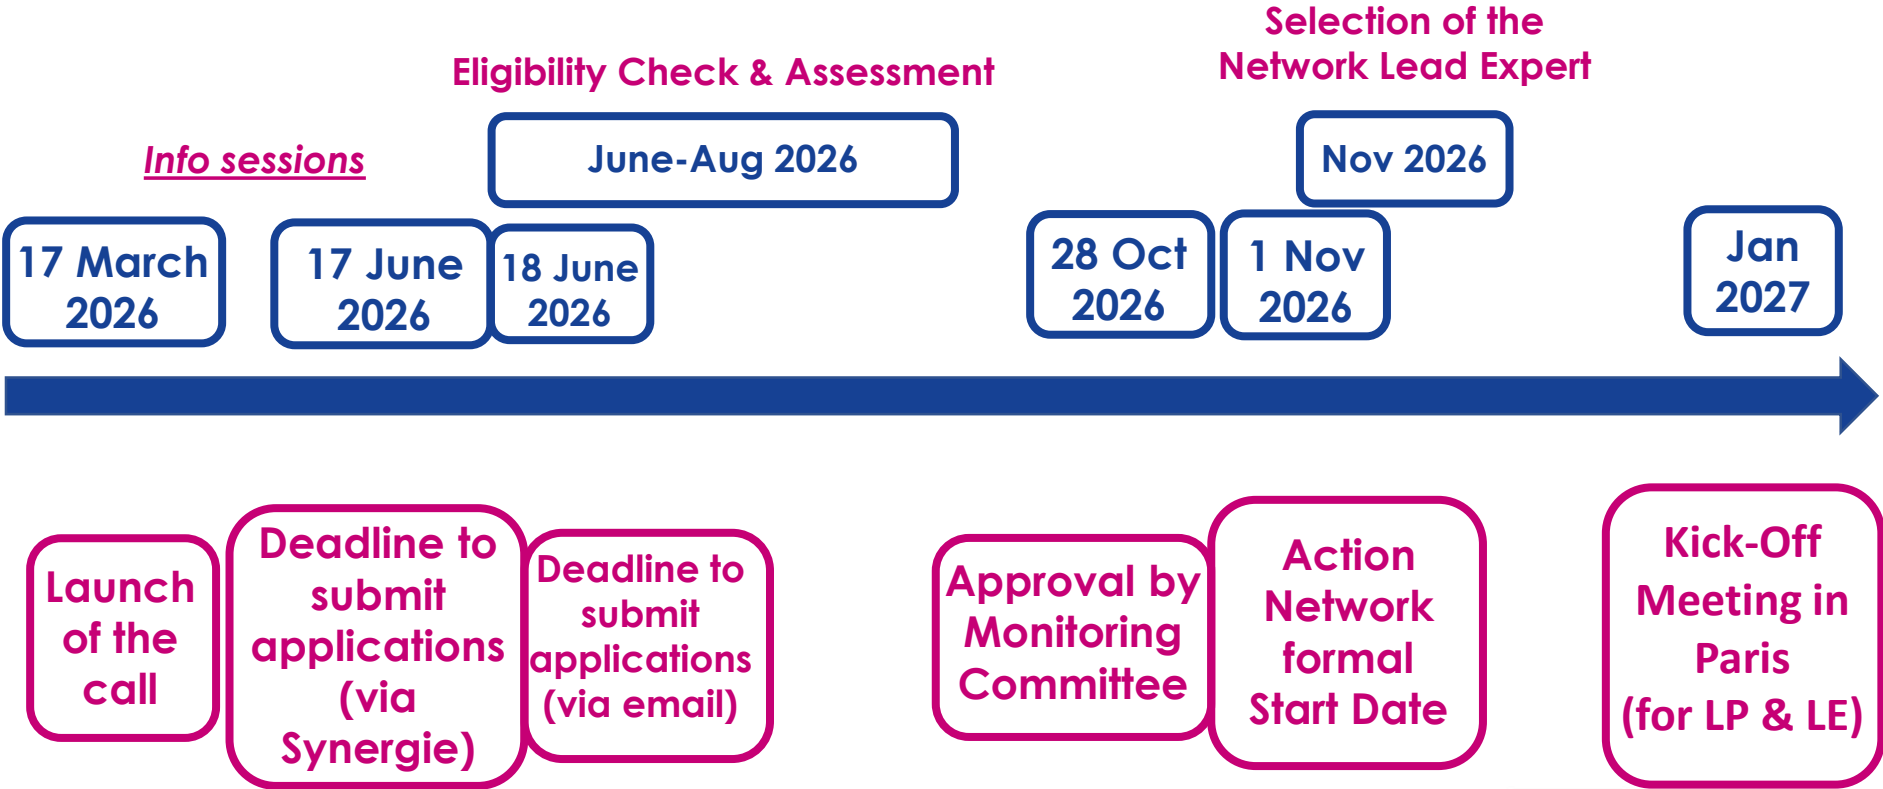 Selection of the
Network Lead Expert
Eligibility Check & Assessment
Info sessions
June-Aug 2026
Nov 2026
17 March
2026
17 June
2026
18 June
2026
28 Oct
2026
1 Nov
2026
Jan
2027
Launch
of the
call
Deadline to
submit
applications
(via
Synergie)
Deadline to
submit
applications
(via email)
Approval by
Monitoring
Committee
Action
Network
formal
Start Date
Kick-Off
Meeting in
Paris
(for LP & LE)